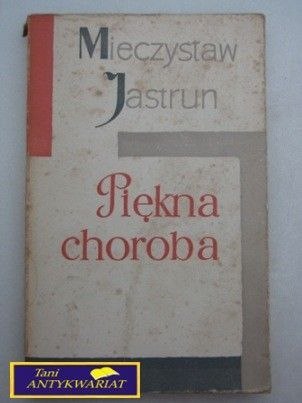 Mieczysław
Jastrun
Piękna
choroba
Tani
ANTYKWARIAT